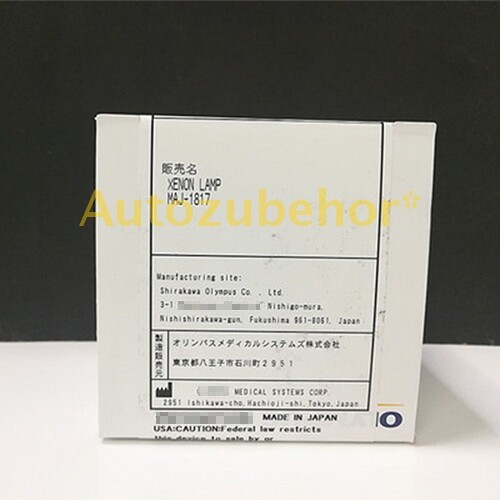 販売名
XENON LAMP
MAJ-1817
Autozubehor*
Manufacturing site:
Shirakawa Olympus Co., Ltd.
3-1 Nishigo-mura,
Nishishirakawa-gun, Fukushima 961-8061, Japan
製造販売元
オリンパスメディカルシステムズ株式会社
東京都八王子市石川町2951
MEDICAL SYSTEMS CORP.
2951 Ishikawa-cho, Hachioji-shi, Tokyo, Japan
MADE IN JAPAN
USA:CAUTION:Federal law restricts
this device to sale by or